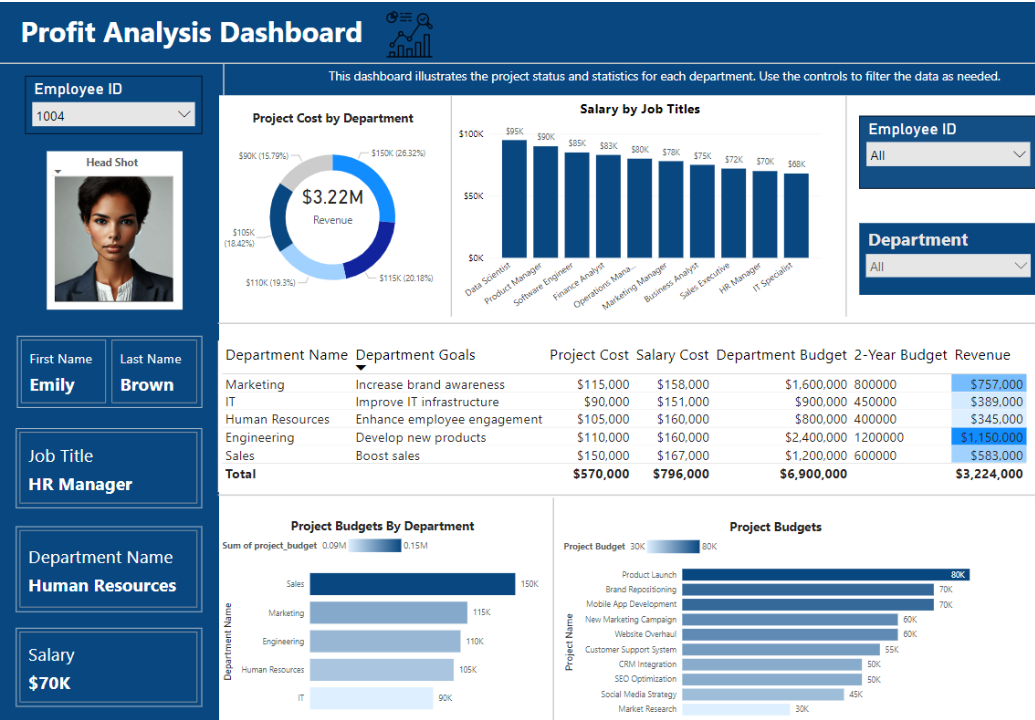 Profit Analysis Dashboard
This dashboard illustrates the project status and statistics for each department. Use the controls to filter the data as needed.
Employee ID
1004
Head Shot
First Name
Emily
Last Name
Brown
Job Title
HR Manager
Department Name
Human Resources
Salary
$70K
Project Cost by Department
$90K (15.79%)
$150K (26.32%)
$3.22M
Revenue
$105K
(18.42%)
$110K (19.3%)
$115K (20.18%)
Salary by Job Titles
$100K
$50K
$0K
$95K
$90K
$85K
$83K
$80K
$78K
$75K
$72K
$70K
$68K
Data Scientist
Product Manager
Software Engineer
Finance Analyst
Operations Mana...
Marketing Manager
Business Analyst
Sales Executive
HR Manager
IT Specialist
Employee ID
All
Department
All
Department Name Department Goals Project Cost Salary Cost Department Budget 2-Year Budget Revenue
Marketing Increase brand awareness $115,000 $158,000 $1,600,000 800000 $757,000
IT Improve IT infrastructure $90,000 $151,000 $900,000 450000 $389,000
Human Resources Enhance employee engagement $105,000 $160,000 $800,000 400000 $345,000
Engineering Develop new products $110,000 $160,000 $2,400,000 1200000 $1,150,000
Sales Boost sales $150,000 $167,000 $1,200,000 600000 $583,000
Total $570,000 $796,000 $6,900,000 $3,224,000
Project Budgets By Department
Sum of project_budget 0.09M 0.15M
Department Name
Sales 150K
Marketing 115K
Engineering 110K
Human Resources 105K
IT 90K
Project Budgets
Project Budget 30K 80K
Project Name
Product Launch 80K
Brand Repositioning 70K
Mobile App Development 70K
New Marketing Campaign 60K
Website Overhaul 60K
Customer Support System 55K
CRM Integration 50K
SEO Optimization 50K
Social Media Strategy 45K
Market Research 30K